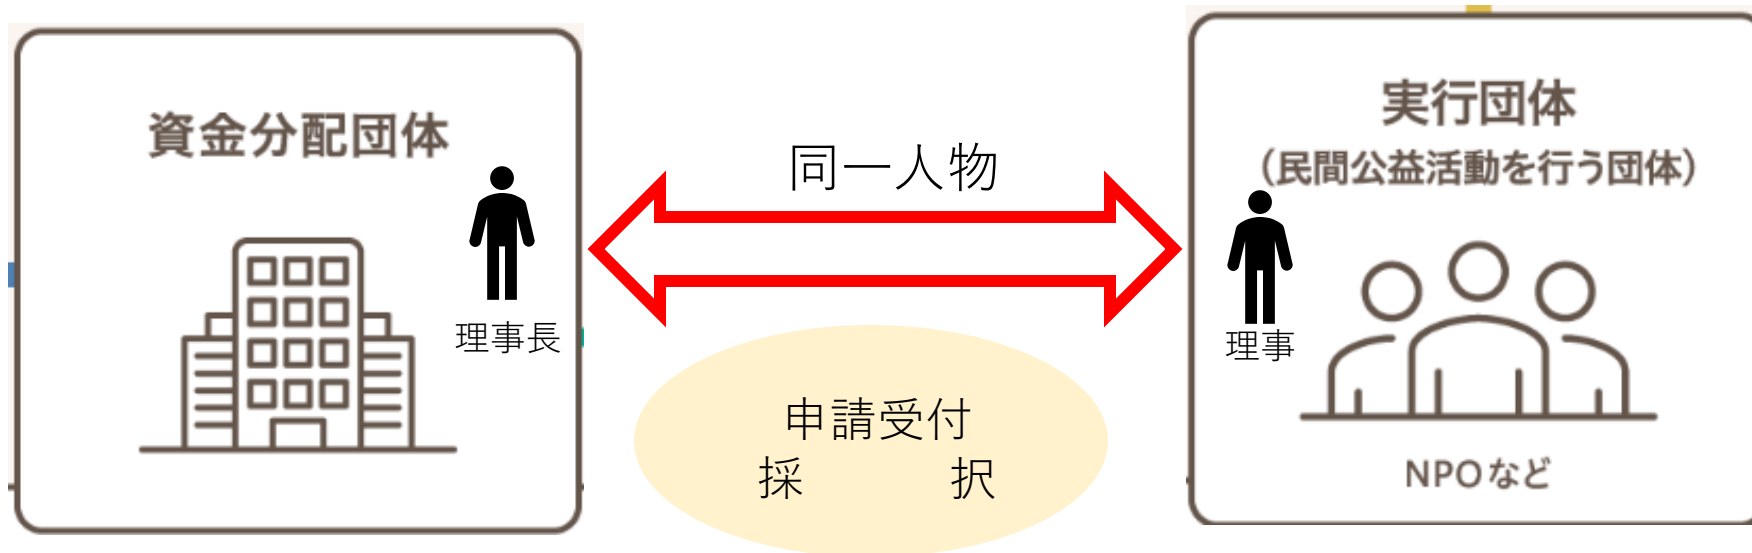 資金分配団体
理事長
同一人物
申請受付
採　　　択
実行団体
（民間公益活動を行う団体）
理事
NPOなど